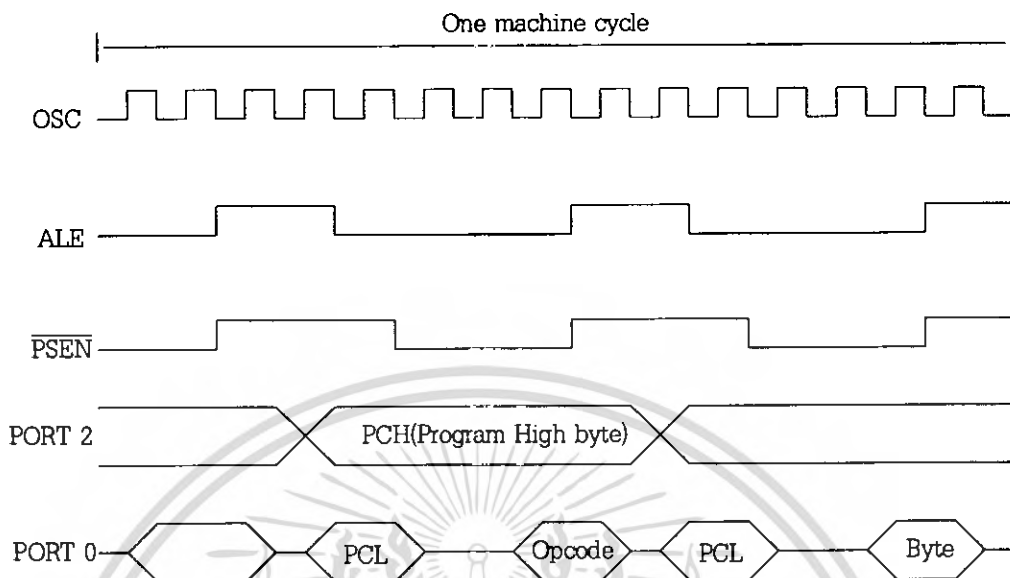 One machine cycle
OSC
ALE
PSEN
PORT 2
PCH(Program High byte)
PORT 0
PCL
Opcode
PCL
Byte